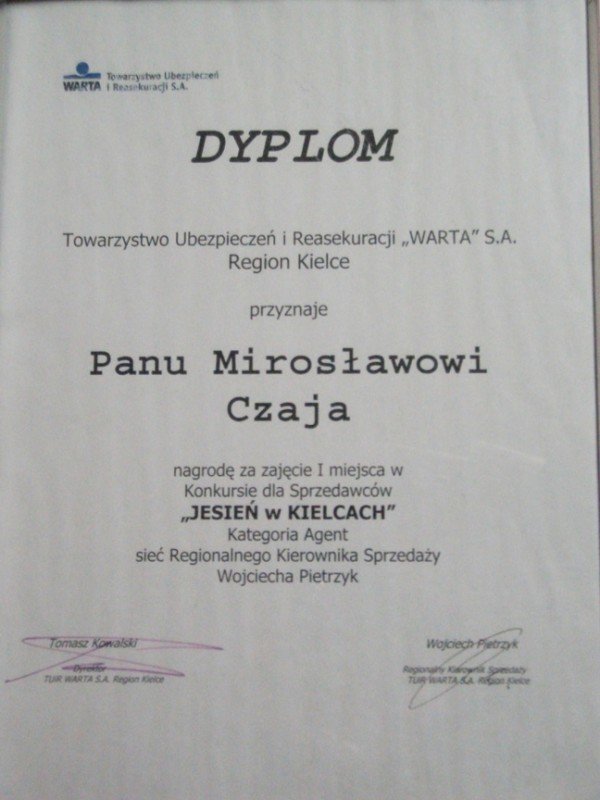 WARTA
Towarzystwo Ubezpieczeń
i Reasekuracji S.A.
DYPLOM
Towarzystwo Ubezpieczeń i Reasekuracji „WARTA” S.A.
Region Kielce
przyznaje
Panu Mirosławowi
Czaja
nagrodę za zajęcie I miejsca w
Konkursie dla Sprzedawców
„JESIEŃ w KIELCACH”
Kategoria Agent
sieć Regionalnego Kierownika Sprzedaży
Wojciecha Pietrzyk
Tomasz Kowalski
Dyrektor
TUiR WARTA S.A. Region Kielce
Wojciech Pietrzyk
Regionalny Kierownik Sprzedaży
TUiR WARTA S.A. Region Kielce